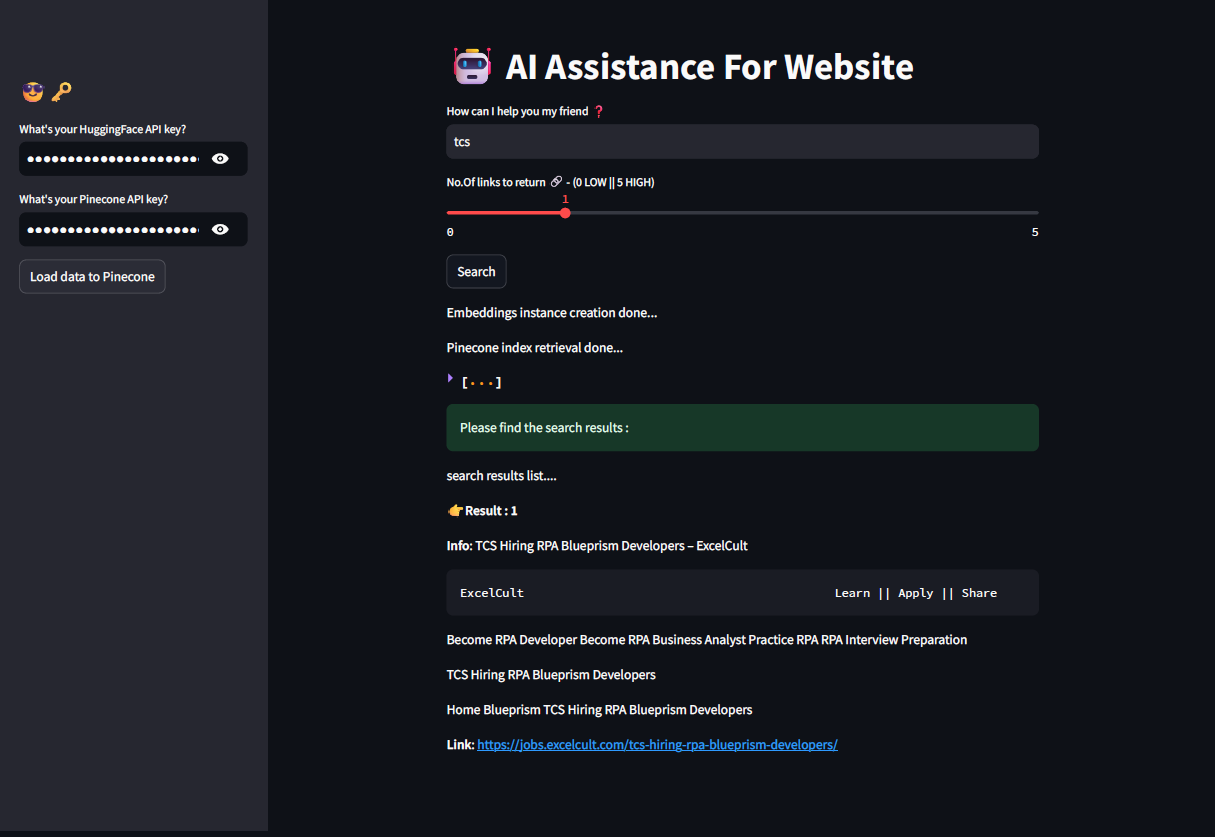 What's your HuggingFace API key?
What's your Pinecone API key?
Load data to Pinecone
AI Assistance For Website
How can I help you my friend ❓
tcs
No.Of links to return 🔗 - (0 LOW || 5 HIGH)
1
0 5
Search
Embeddings instance creation done...
Pinecone index retrieval done...
[...]
Please find the search results :
search results list....
👉Result : 1
Info: TCS Hiring RPA Blueprism Developers – ExcelCult
ExcelCult Learn || Apply || Share
Become RPA Developer Become RPA Business Analyst Practice RPA RPA Interview Preparation
TCS Hiring RPA Blueprism Developers
Home Blueprism TCS Hiring RPA Blueprism Developers
Link: https://jobs.excelcult.com/tcs-hiring-rpa-blueprism-developers/